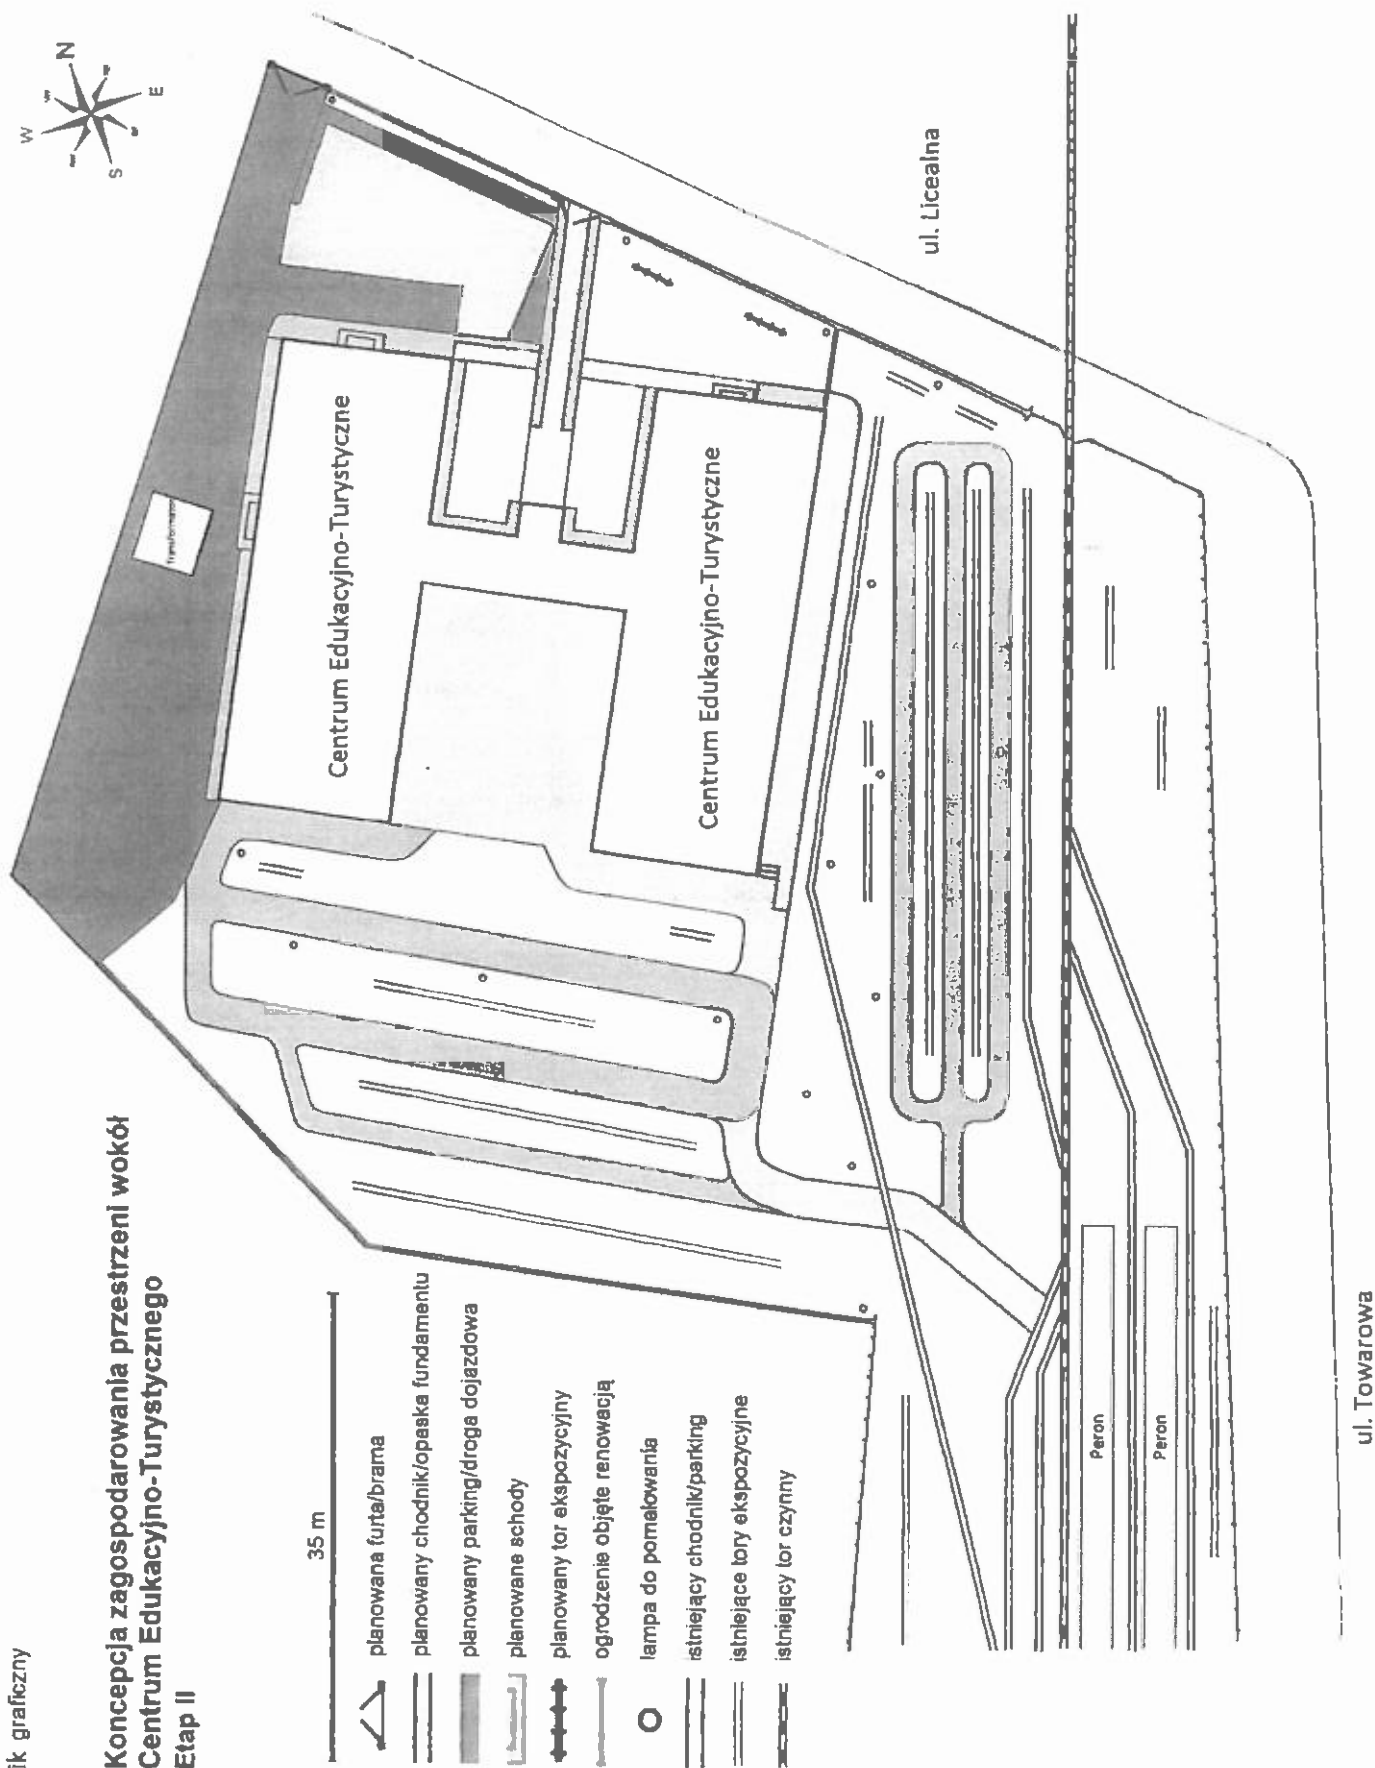 ik graficzny
Koncepcja zagospodarowania przestrzeni wokół
Centrum Edukacyjno-Turystycznego
Etap II
35 m
planowana furta/brama
planowany chodnik/opaska fundamentu
planowany parking/droga dojazdowa
planowane schody
planowany tor ekspozycyjny
ogrodzenie objęte renowacją
lampa do pomalowania
istniejący chodnik/parking
istniejące tory ekspozycyjne
istniejący tor czynny
N
W
E
S
Transformator
Centrum Edukacyjno-Turystyczne
Centrum Edukacyjno-Turystyczne
ul. Licealna
Peron
Peron
ul. Towarowa